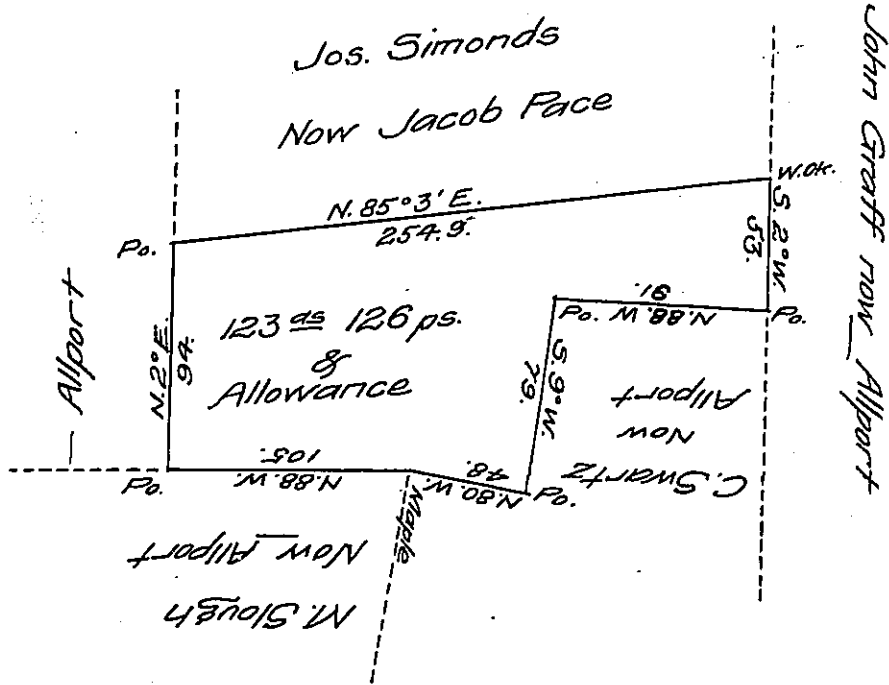 Jos. Simonds
Now Jacob Pace
John Graff now Allport
W.OK.
N. 85° 3' E.
254.9.
S. 2° W.
53.
Po.
Po.
N. 88. W.
91.
Po.
N. 2° E.
94.
123 as 126 ps.
&
Allowance
S. 9° W.
79.
C. Swartz
Now
Allport
Allport
Po.
N. 88. W.
105.
N. 80. W.
48.
Po.
Maple
M. Slough
Now Allport